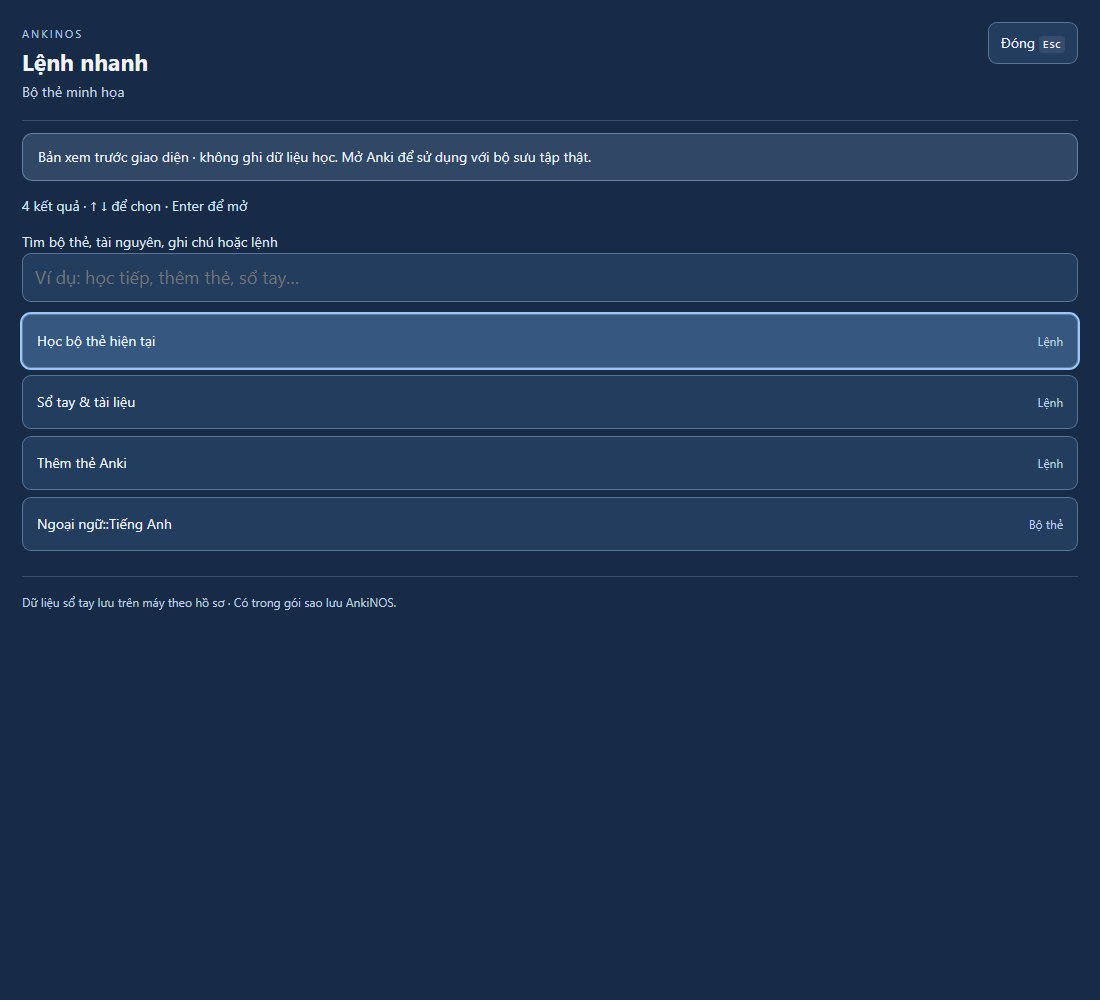 ANKINOS
Lệnh nhanh
Bộ thẻ minh họa
Đóng Esc
Bản xem trước giao diện · không ghi dữ liệu học. Mở Anki để sử dụng với bộ sưu tập thật.
4 kết quả · ↑ ↓ để chọn · Enter để mở
Tìm bộ thẻ, tài nguyên, ghi chú hoặc lệnh
Ví dụ: học tiếp, thêm thẻ, sổ tay...
Học bộ thẻ hiện tại Lệnh
Sổ tay & tài liệu Lệnh
Thêm thẻ Anki Lệnh
Ngoại ngữ::Tiếng Anh Bộ thẻ
Dữ liệu sổ tay lưu trên máy theo hồ sơ · Có trong gói sao lưu AnkiNOS.